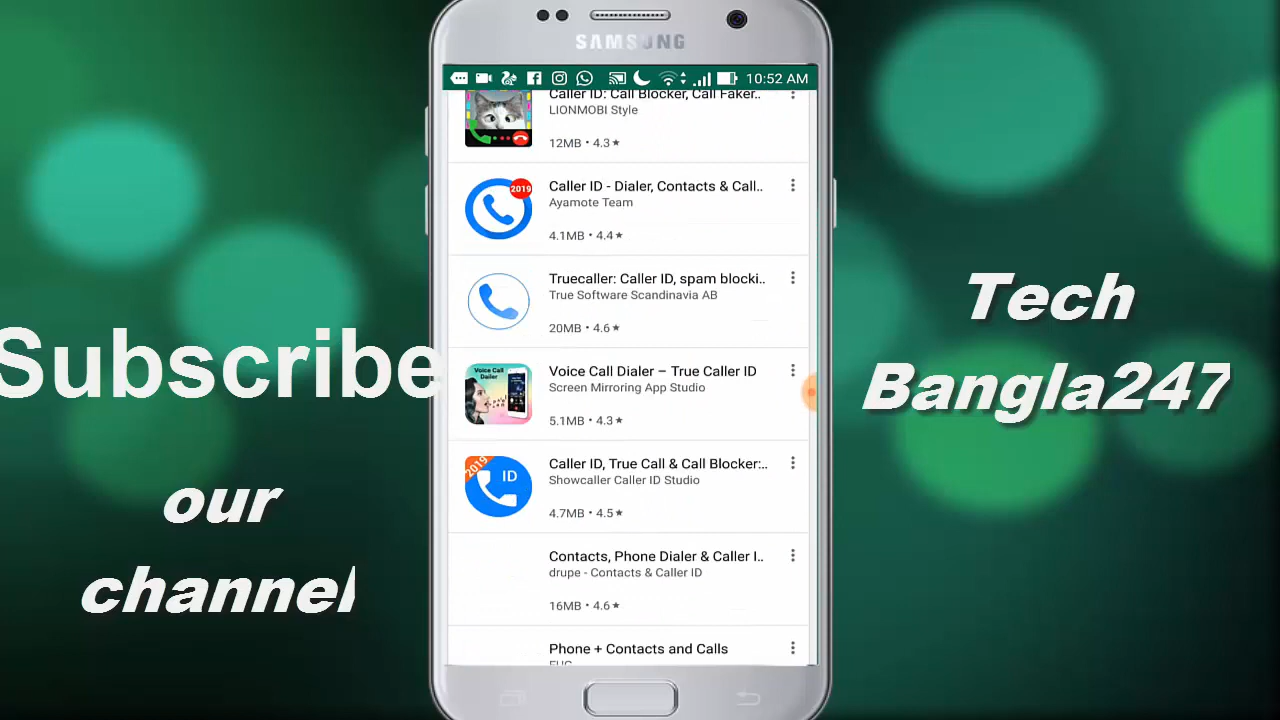 SAMSUNG
10:52 AM
Caller ID: Call Blocker, Call Faker..
LIONMOBI Style
12MB • 4.3★
2019
Caller ID - Dialer, Contacts & Call..
Ayamote Team
4.1MB • 4.4★
Truecaller: Caller ID, spam blocki..
True Software Scandinavia AB
20MB • 4.6★
Voice Call
Dailer
Voice Call Dialer – True Caller ID
Screen Mirroring App Studio
5.1MB • 4.3★
2019
ID
Caller ID, True Call & Call Blocker:..
Showcaller Caller ID Studio
4.7MB • 4.5★
Contacts, Phone Dialer & Caller I..
drupe - Contacts & Caller ID
16MB • 4.6★
Phone + Contacts and Calls
Subscribe
our
channel
Tech
Bangla247